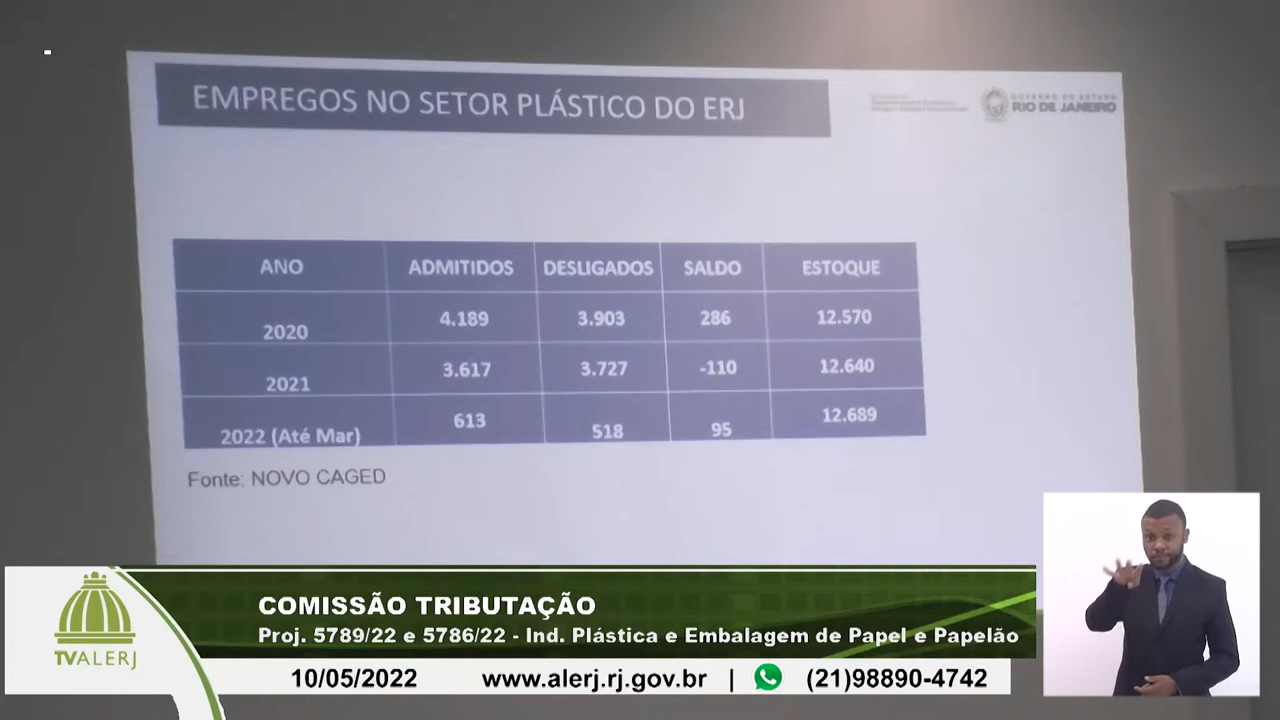 EMPREGOS NO SETOR PLÁSTICO DO ERJ
GOVERNO DO ESTADO
RIO DE JANEIRO
ANO ADMITIDOS DESLIGADOS SALDO ESTOQUE
2020 4.189 3.903 286 12.570
2021 3.617 3.727 -110 12.640
2022 (Até Mar) 613 518 95 12.689
Fonte: NOVO CAGED
COMISSÃO TRIBUTAÇÃO
Proj. 5789/22 e 5786/22 - Ind. Plástica e Embalagem de Papel e Papelão
TVALERJ
10/05/2022 www.alerj.rj.gov.br | (21)98890-4742